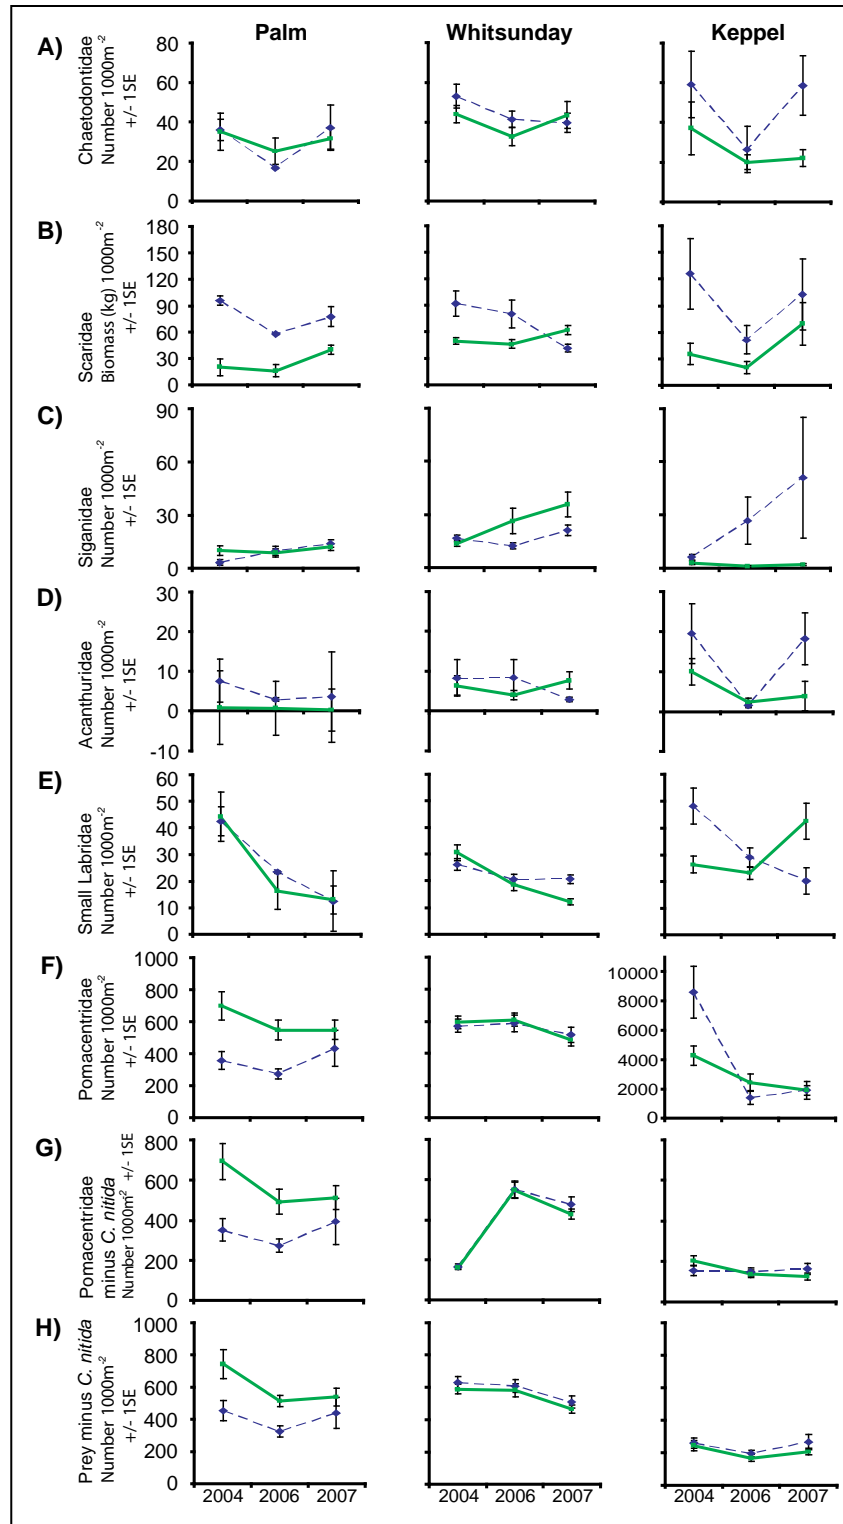 Palm Whitsunday Keppel
A)
Chaetodontidae
Number 1000m-2
+/- 1SE
80
60
40
20
0
B)
Scaridae
Biomass (kg) 1000m-2
+/- 1SE
180
150
120
90
60
30
0
C)
Siganidae
Number 1000m-2
+/- 1SE
90
60
30
0
D)
Acanthuridae
Number 1000m-2
+/- 1SE
30
20
10
0
-10
E)
Small Labridae
Number 1000m-2
+/- 1SE
60
50
40
30
20
10
0
F)
Pomacentridae
Number 1000m-2
+/- 1SE
1000
800
600
400
200
0
10000
8000
6000
4000
2000
0
G)
Pomacentridae
minus C. nitida
Number 1000m-2 +/- 1SE
800
600
400
200
0
H)
Prey minus C. nitida
Number 1000m-2
+/- 1SE
1000
800
600
400
200
0
2004 2006 2007 2004 2006 2007 2004 2006 2007